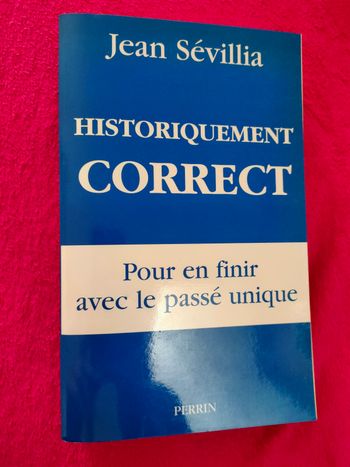 Jean Sévillia
HISTORIQUEMENT
CORRECT
Pour en finir
avec le passé unique
PERRIN